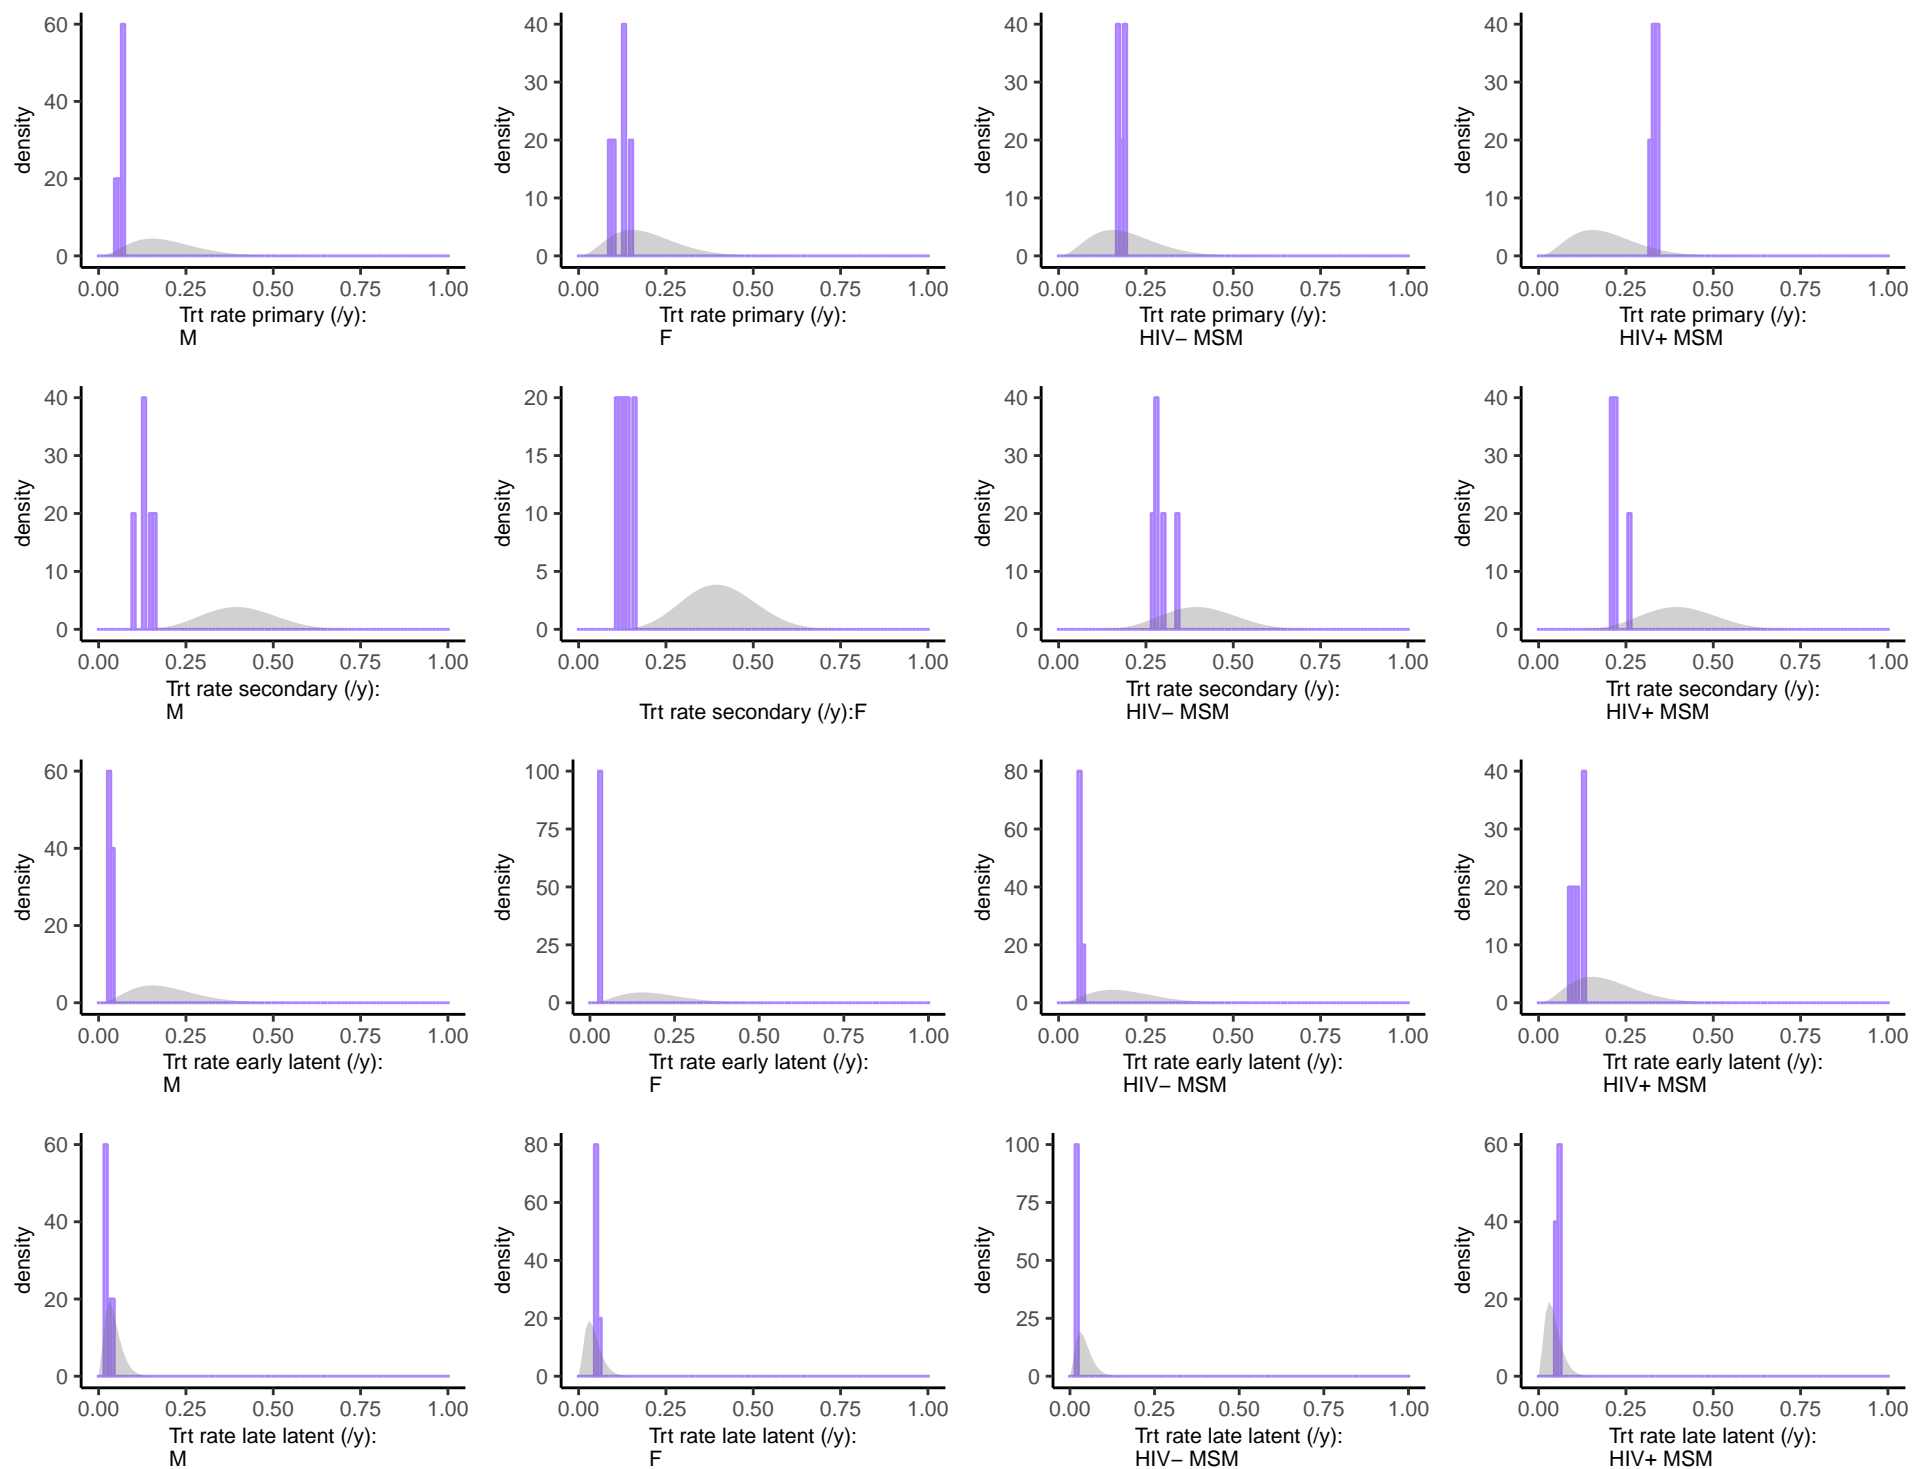 density
60
40
20
0
0.00 0.25 0.50 0.75 1.00
Trt rate primary (/y):
M
density
40
30
20
10
0
0.00 0.25 0.50 0.75 1.00
Trt rate primary (/y):
F
density
40
30
20
10
0
0.00 0.25 0.50 0.75 1.00
Trt rate primary (/y):
HIV− MSM
density
40
30
20
10
0
0.00 0.25 0.50 0.75 1.00
Trt rate primary (/y):
HIV+ MSM
density
40
30
20
10
0
0.00 0.25 0.50 0.75 1.00
Trt rate secondary (/y):
M
density
20
15
10
5
0
0.00 0.25 0.50 0.75 1.00
Trt rate secondary (/y):F
density
40
30
20
10
0
0.00 0.25 0.50 0.75 1.00
Trt rate secondary (/y):
HIV− MSM
density
40
30
20
10
0
0.00 0.25 0.50 0.75 1.00
Trt rate secondary (/y):
HIV+ MSM
density
60
40
20
0
0.00 0.25 0.50 0.75 1.00
Trt rate early latent (/y):
M
density
100
75
50
25
0
0.00 0.25 0.50 0.75 1.00
Trt rate early latent (/y):
F
density
80
60
40
20
0
0.00 0.25 0.50 0.75 1.00
Trt rate early latent (/y):
HIV− MSM
density
40
30
20
10
0
0.00 0.25 0.50 0.75 1.00
Trt rate early latent (/y):
HIV+ MSM
density
60
40
20
0
0.00 0.25 0.50 0.75 1.00
Trt rate late latent (/y):
M
density
80
60
40
20
0
0.00 0.25 0.50 0.75 1.00
Trt rate late latent (/y):
F
density
100
75
50
25
0
0.00 0.25 0.50 0.75 1.00
Trt rate late latent (/y):
HIV− MSM
density
60
40
20
0
0.00 0.25 0.50 0.75 1.00
Trt rate late latent (/y):
HIV+ MSM